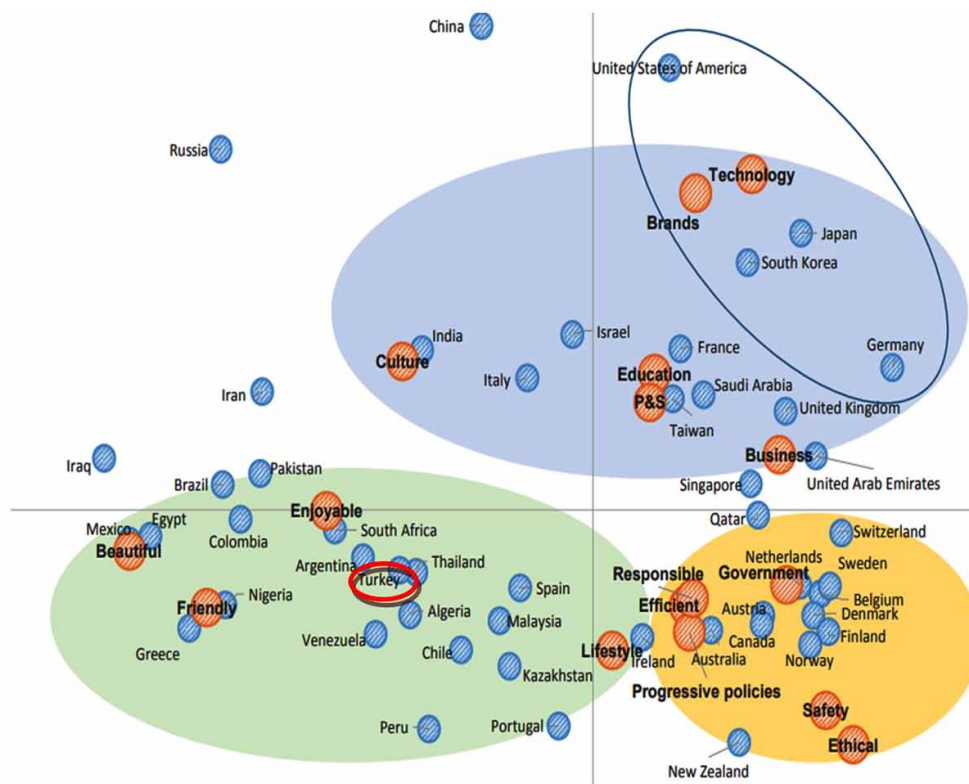 China
United States of America
Russia
Technology
Brands
Japan
South Korea
India
Israel
Culture
France
Germany
Italy
Education
Saudi Arabia
Iran
P&S
United Kingdom
Taiwan
Iraq
Pakistan
Business
Brazil
Singapore
United Arab Emirates
Enjoyable
Qatar
Mexico
Egypt
Colombia
South Africa
Switzerland
Beautiful
Argentina
Thailand
Netherlands
Sweden
Turkey
Responsible
Government
Spain
Nigeria
Friendly
Efficient
Belgium
Algeria
Austria
Denmark
Malaysia
Venezuela
Canada
Finland
Greece
Chile
Lifestyle
Ireland
Australia
Norway
Kazakhstan
Progressive policies
Safety
Peru
Portugal
Ethical
New Zealand